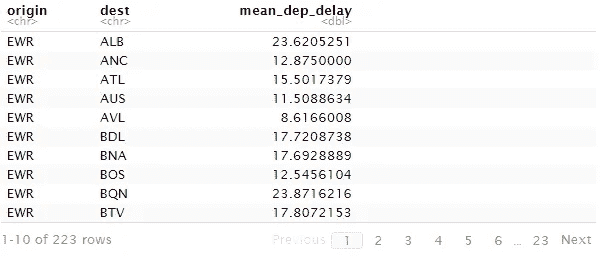 origin dest mean_dep_delay
<chr> <chr> <dbl>
EWR ALB 23.6205251
EWR ANC 12.8750000
EWR ATL 15.5017379
EWR AUS 11.5088634
EWR AVL 8.6166008
EWR BDL 17.7208738
EWR BNA 17.6928889
EWR BOS 12.5456104
EWR BQN 23.8716216
EWR BTV 17.8072153
1-10 of 223 rows Previous 1 2 3 4 5 6 ... 23 Next